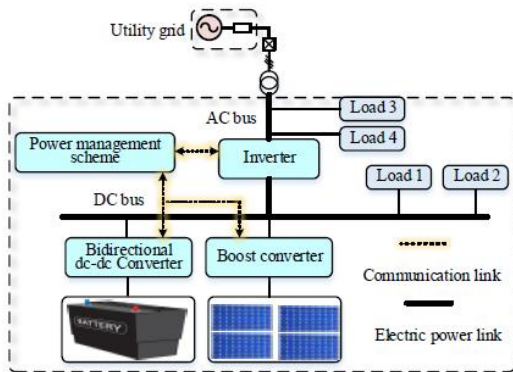 Utility grid
AC bus
Load 3
Load 4
Power management
scheme
Inverter
Load 1
Load 2
DC bus
Bidirectional
dc-dc Converter
Boost converter
Communication link
BATTERY
Electric power link